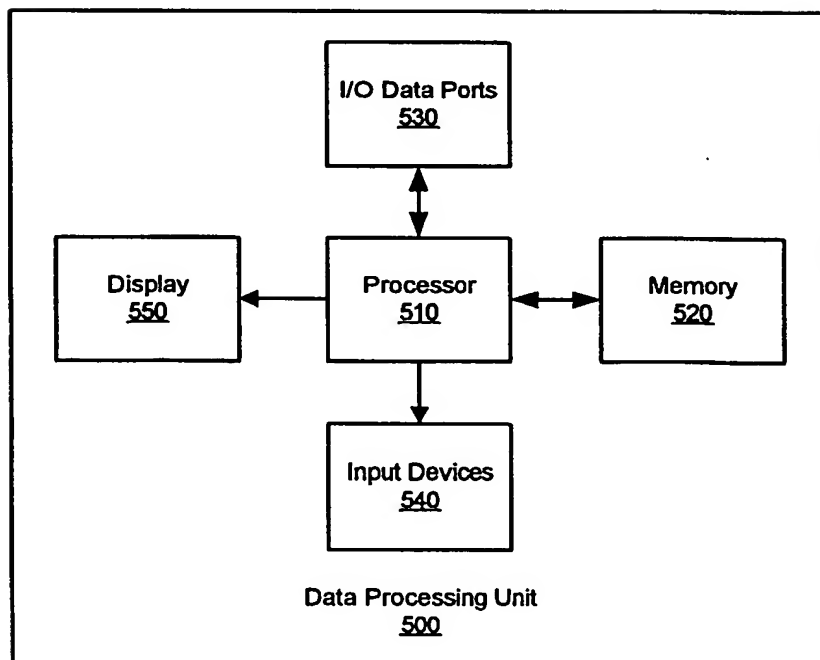 I/O Data Ports
530
Display
550
Processor
510
Memory
520
Input Devices
540
Data Processing Unit
500